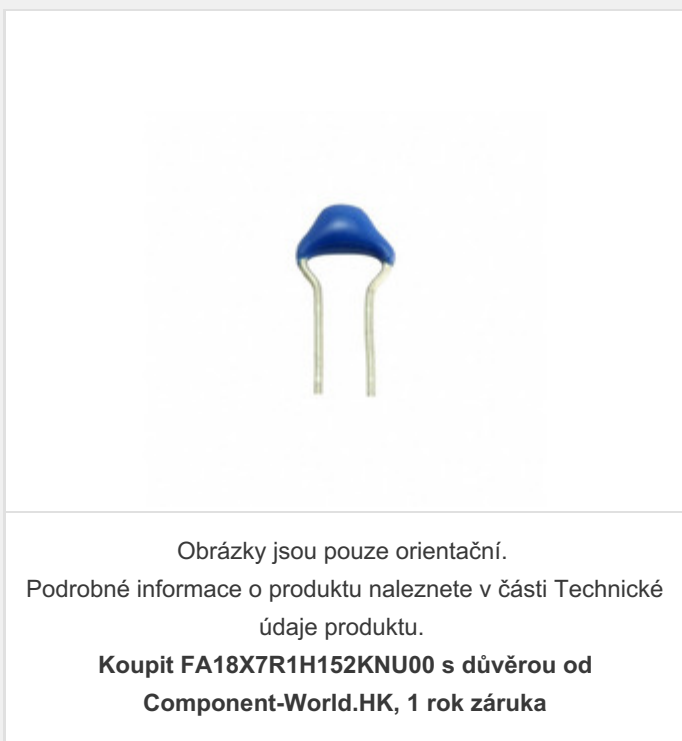 Obrázky jsou pouze orientační.
Podrobné informace o produktu naleznete v části Technické
údaje produktu.
Koupit FA18X7R1H152KNU00 s důvěrou od
Component-World.HK, 1 rok záruka